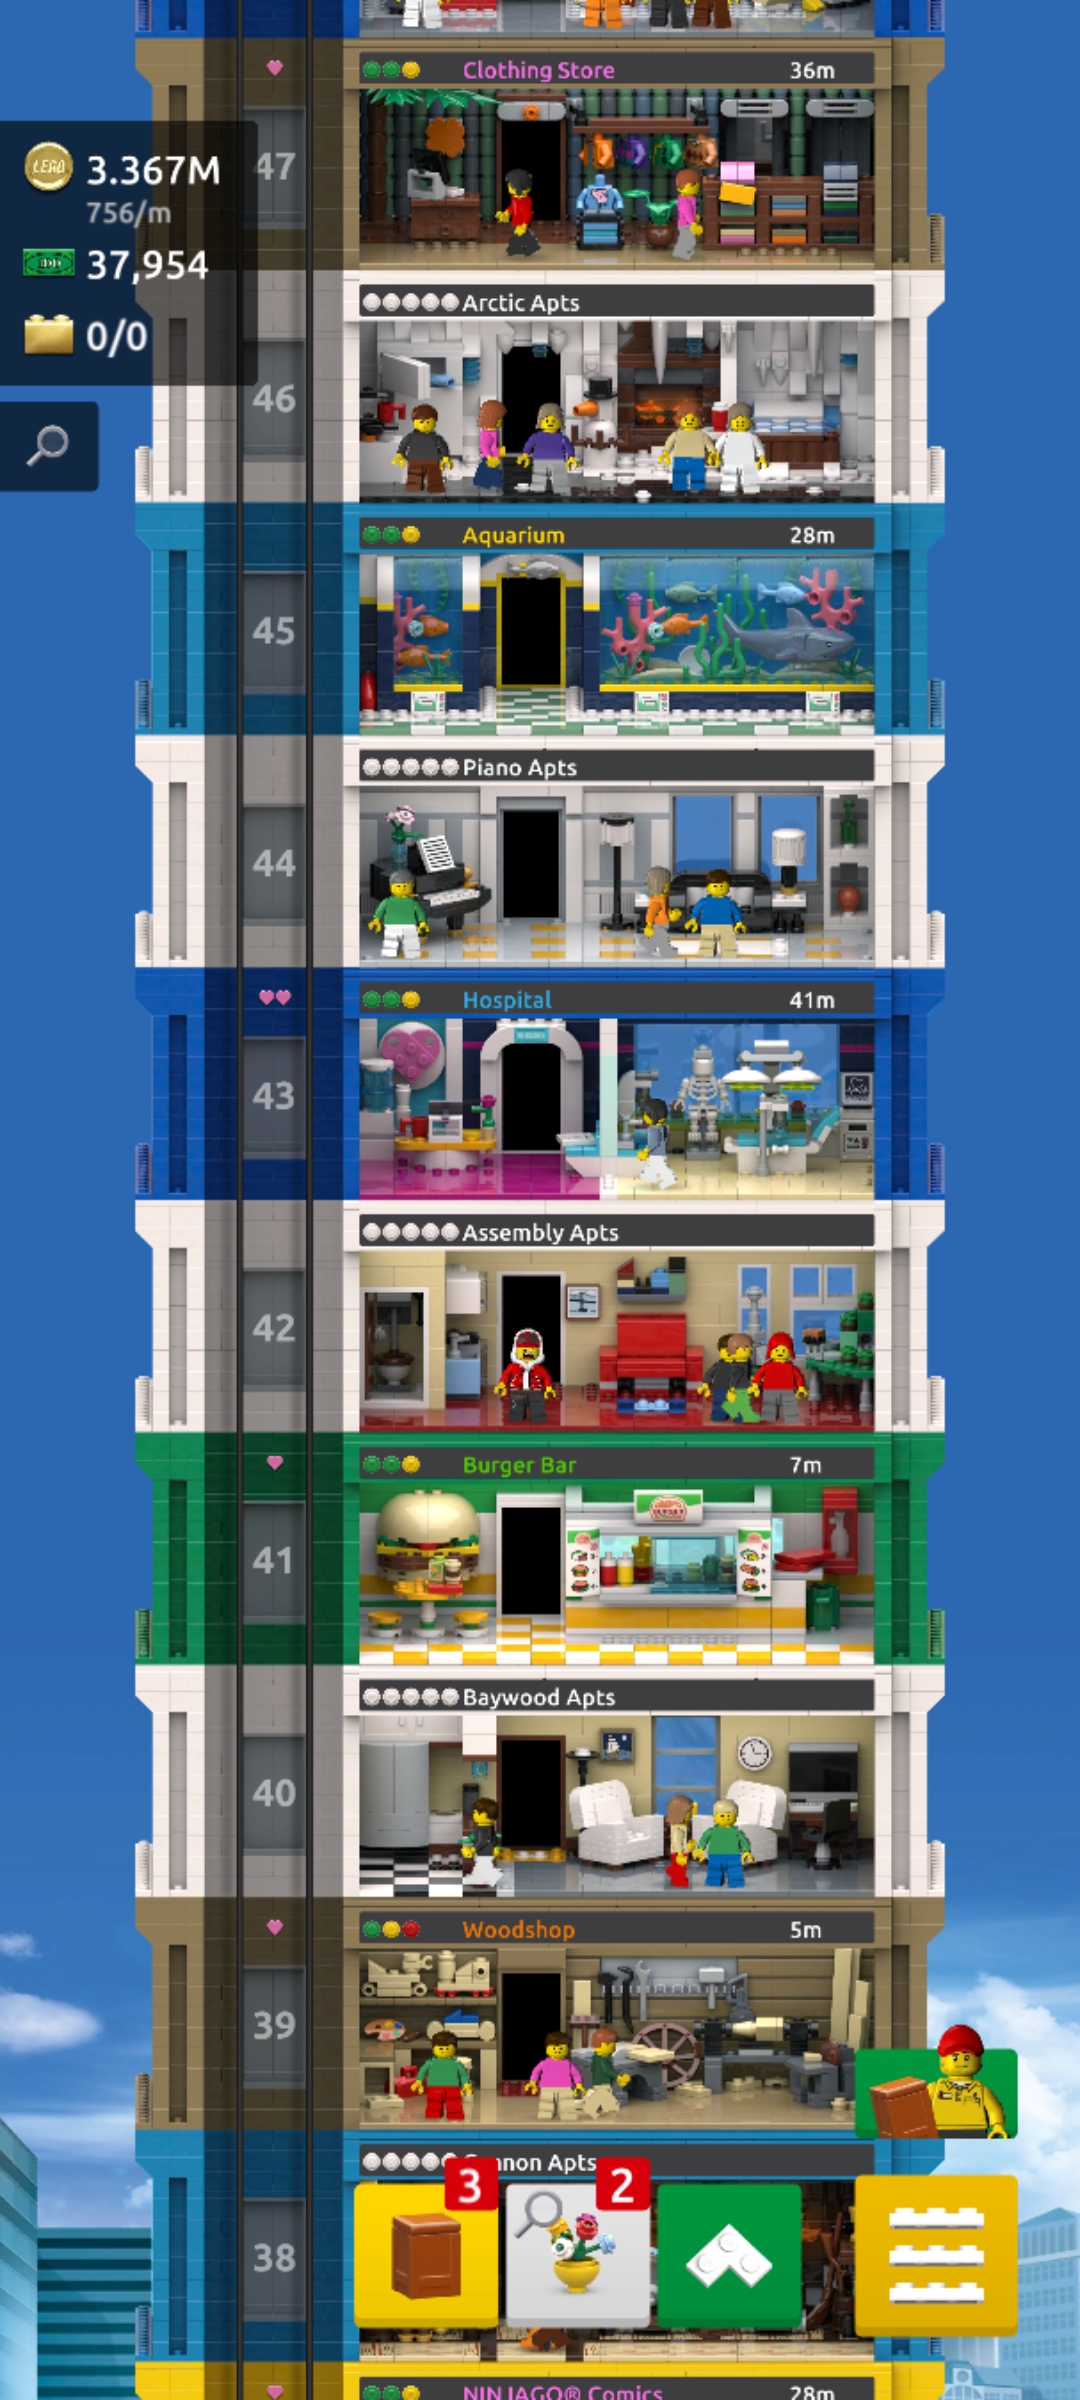 Clothing Store 36m
47
LEGO 3.367M
756/m
37,954
0/0
Arctic Apts
46
Aquarium 28m
45
Piano Apts
44
Hospital 41m
43
Assembly Apts
42
Burger Bar 7m
41
Baywood Apts
40
Woodshop 5m
39
nnon Apts
3
2
38
NINJAGO® Comics 28m